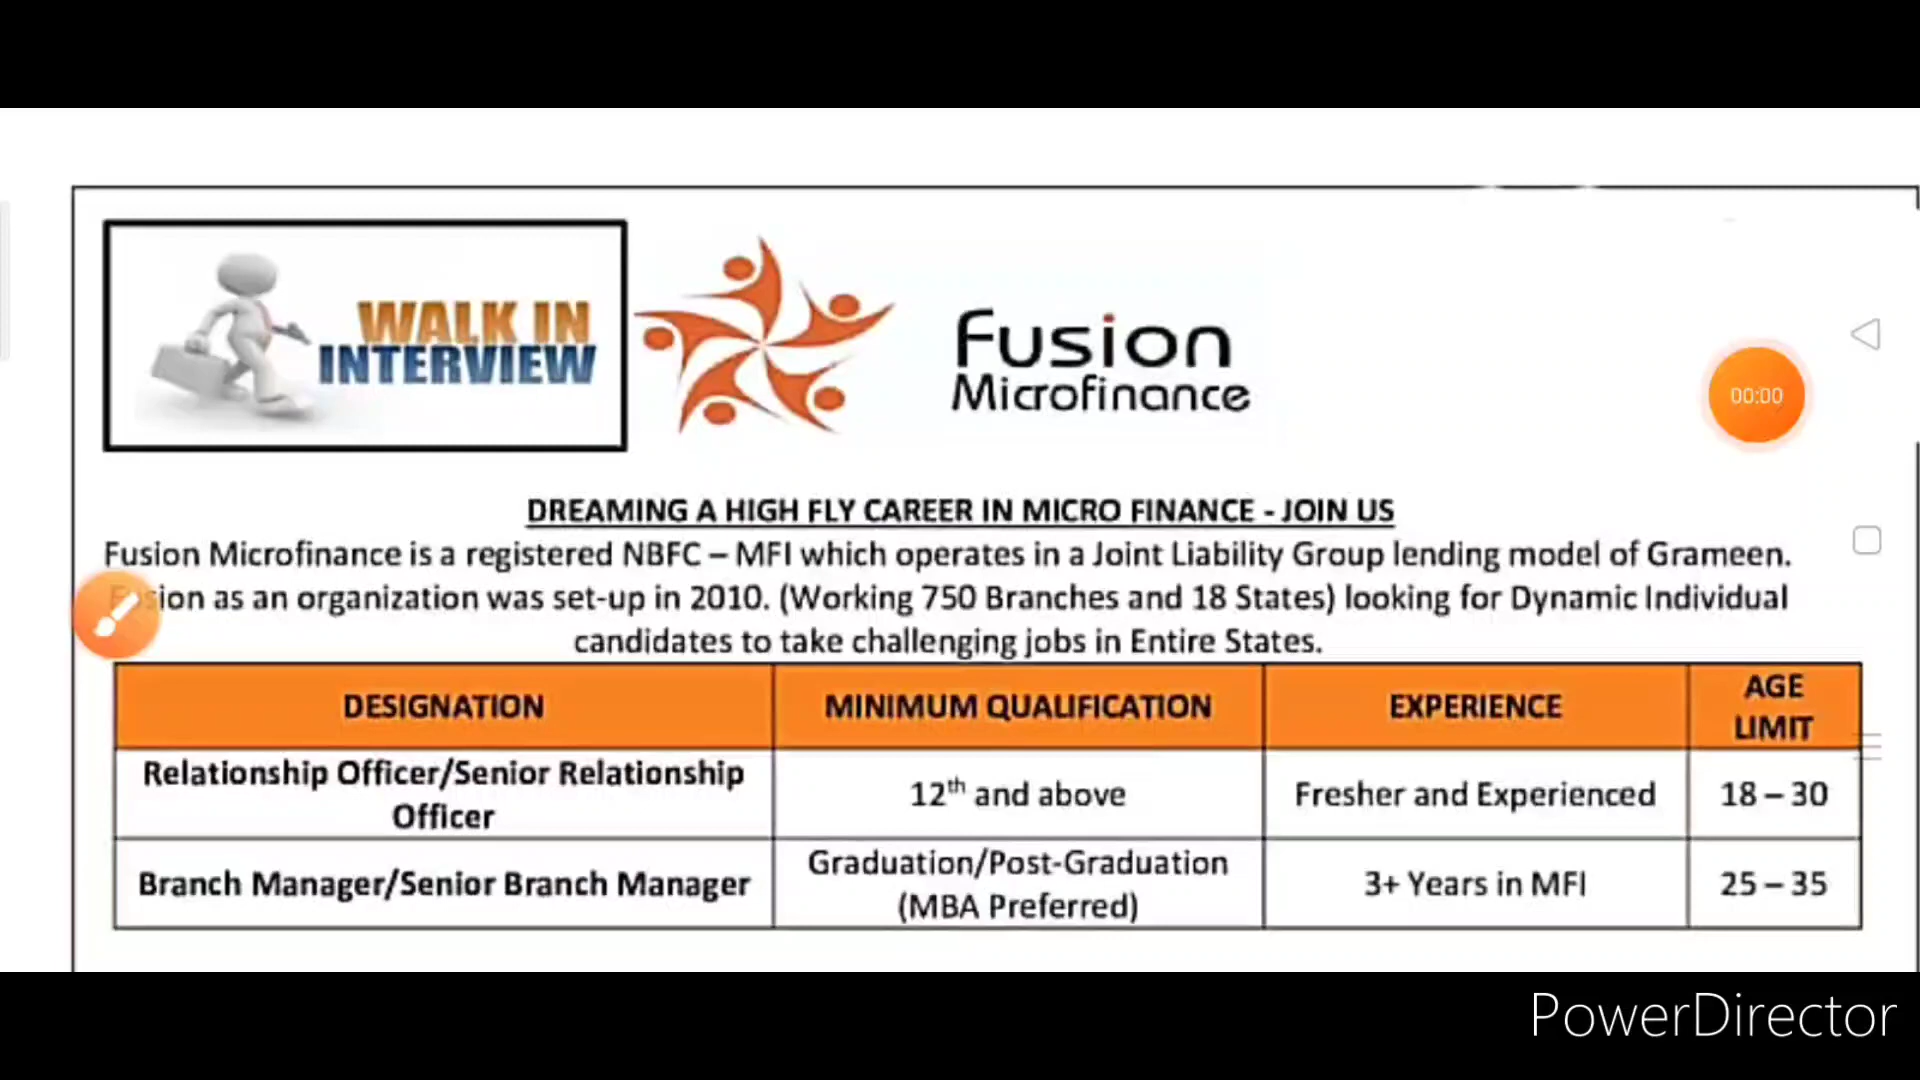 WALK IN
INTERVIEW
Fusion
Microfinance
00:00
DREAMING A HIGH FLY CAREER IN MICRO FINANCE - JOIN US
Fusion Microfinance is a registered NBFC – MFI which operates in a Joint Liability Group lending model of Grameen.
Fusion as an organization was set-up in 2010. (Working 750 Branches and 18 States) looking for Dynamic Individual
candidates to take challenging jobs in Entire States.
DESIGNATION MINIMUM QUALIFICATION EXPERIENCE AGE
LIMIT
Relationship Officer/Senior Relationship
Officer 12th and above Fresher and Experienced 18 – 30
Branch Manager/Senior Branch Manager Graduation/Post-Graduation
(MBA Preferred) 3+ Years in MFI 25 – 35
PowerDirector